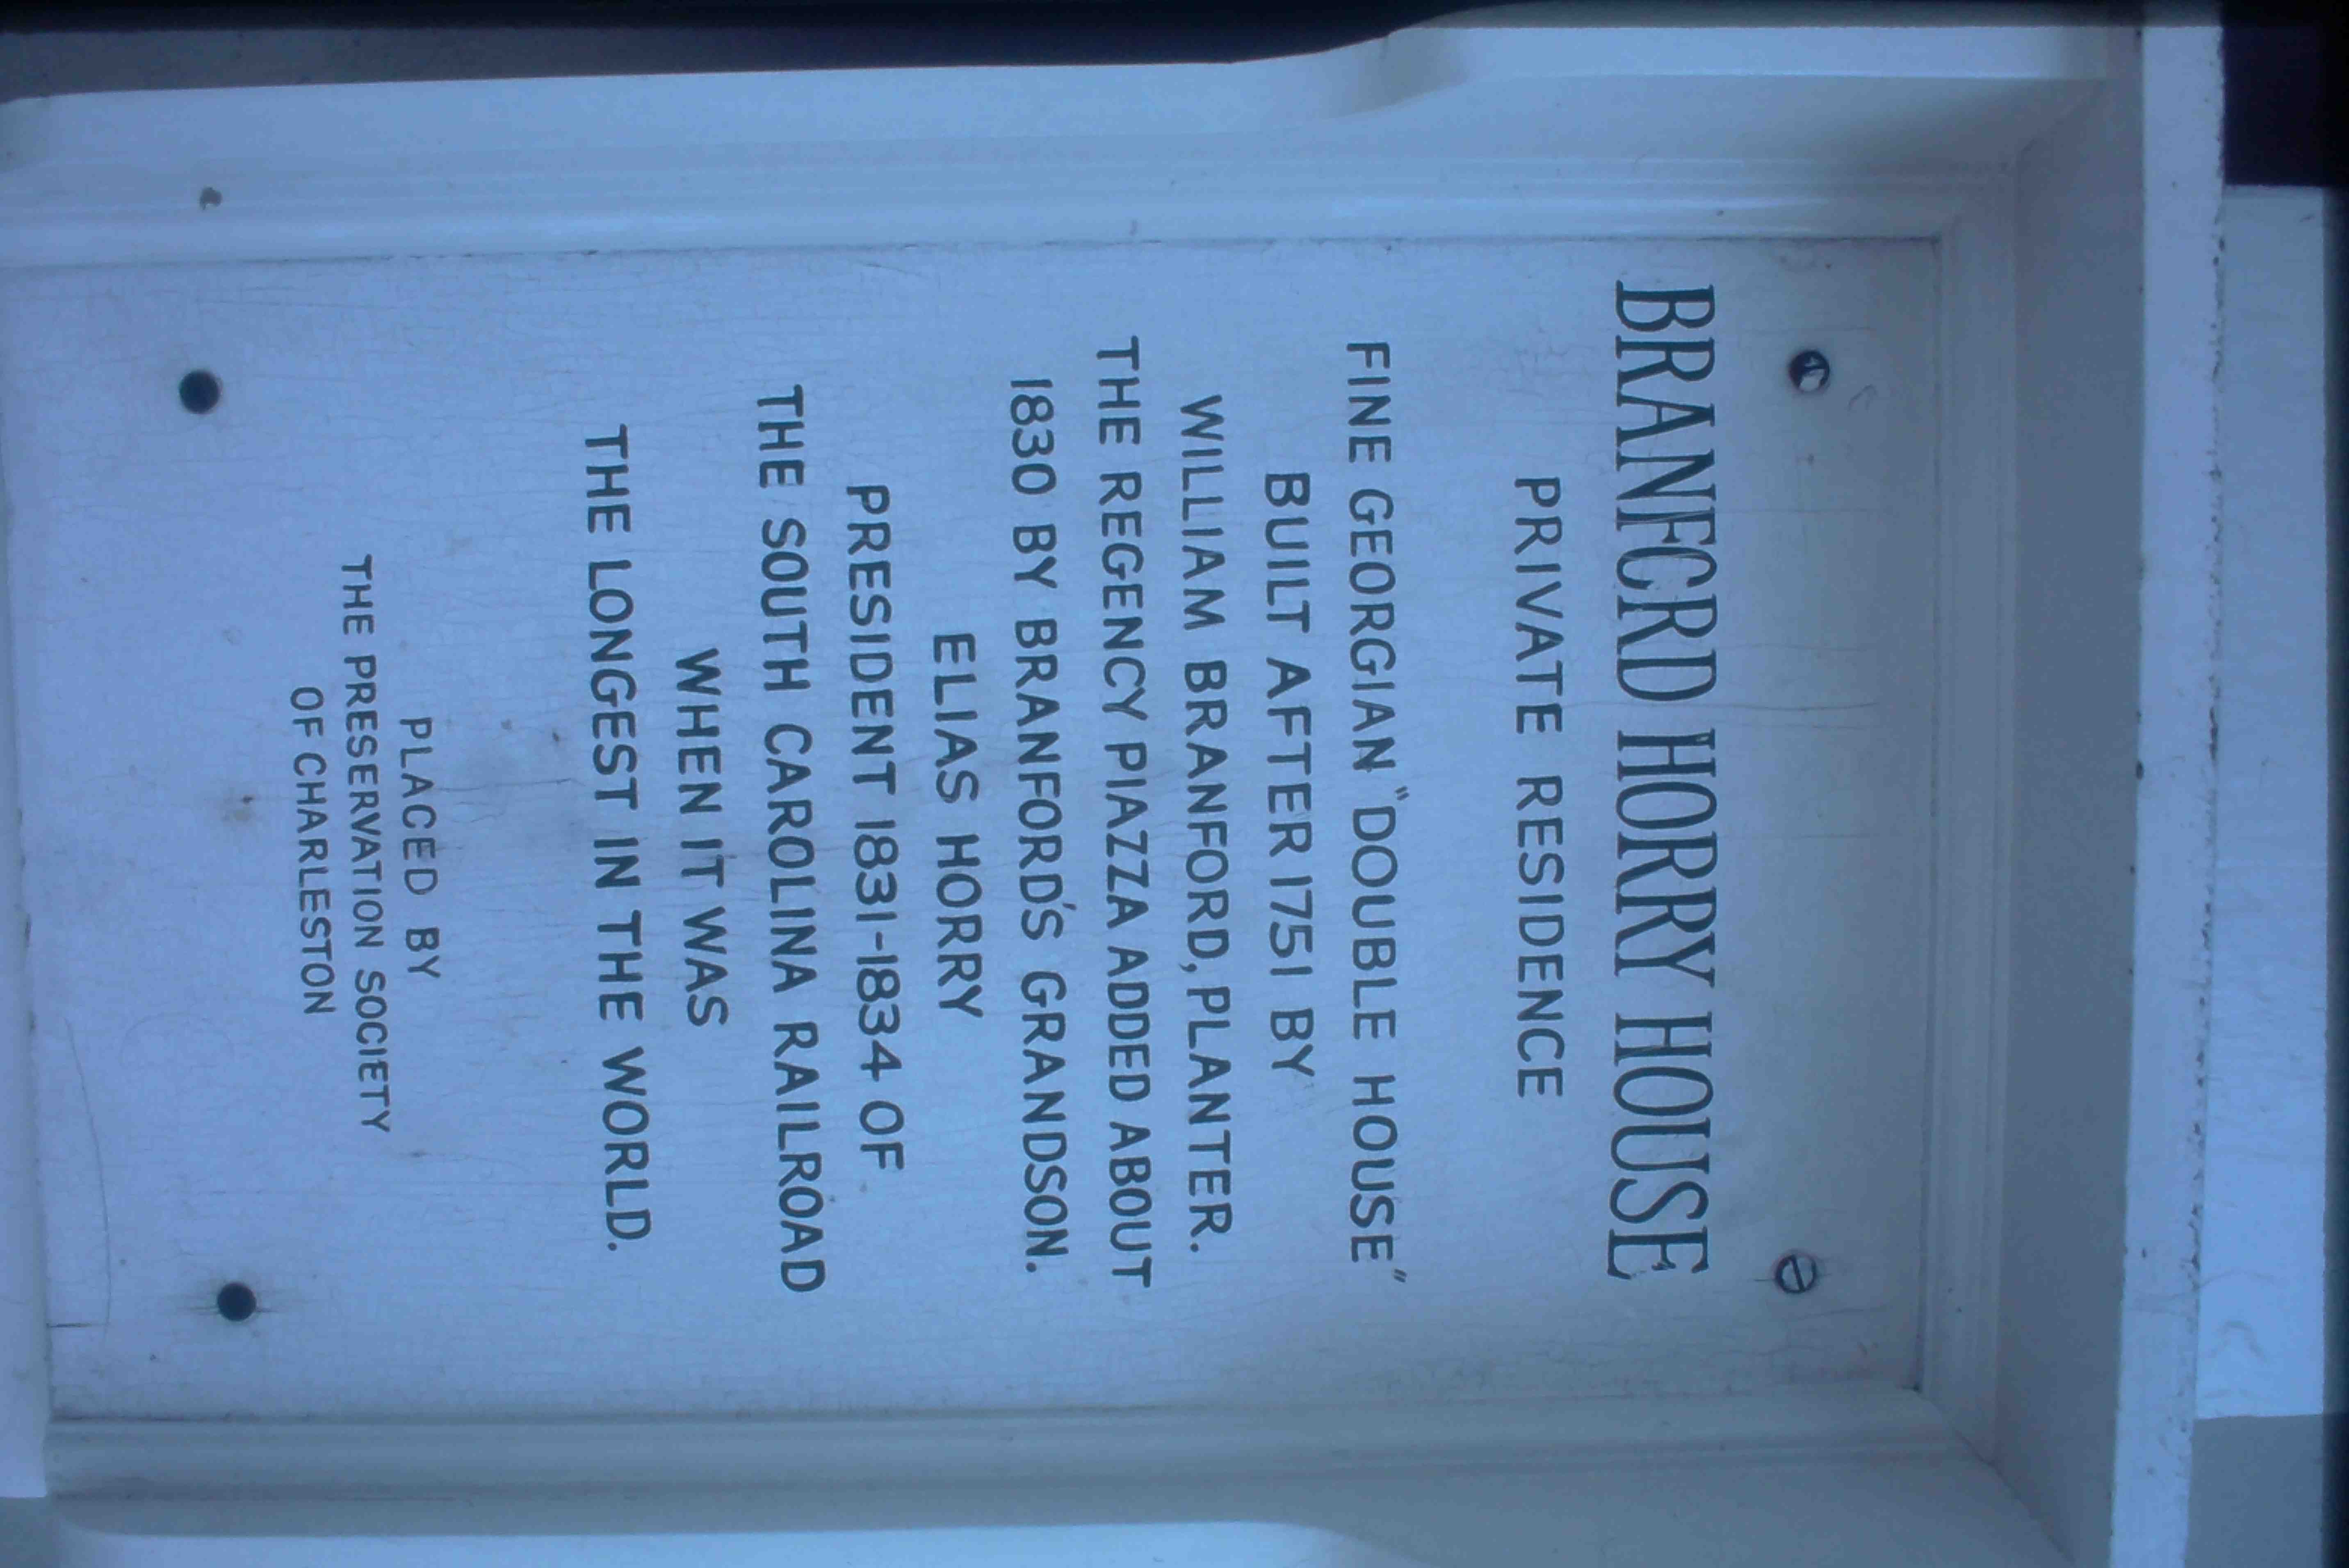 BRANFORD HORRY HOUSE
PRIVATE RESIDENCE
FINE GEORGIAN "DOUBLE HOUSE"
BUILT AFTER 1751 BY
WILLIAM BRANFORD, PLANTER.
THE REGENCY PIAZZA ADDED ABOUT
1830 BY BRANFORD'S GRANDSON.
ELIAS HORRY
PRESIDENT 1831-1834 OF
THE SOUTH CAROLINA RAILROAD
WHEN IT WAS
THE LONGEST IN THE WORLD.
PLACED BY
THE PRESERVATION SOCIETY
OF CHARLESTON